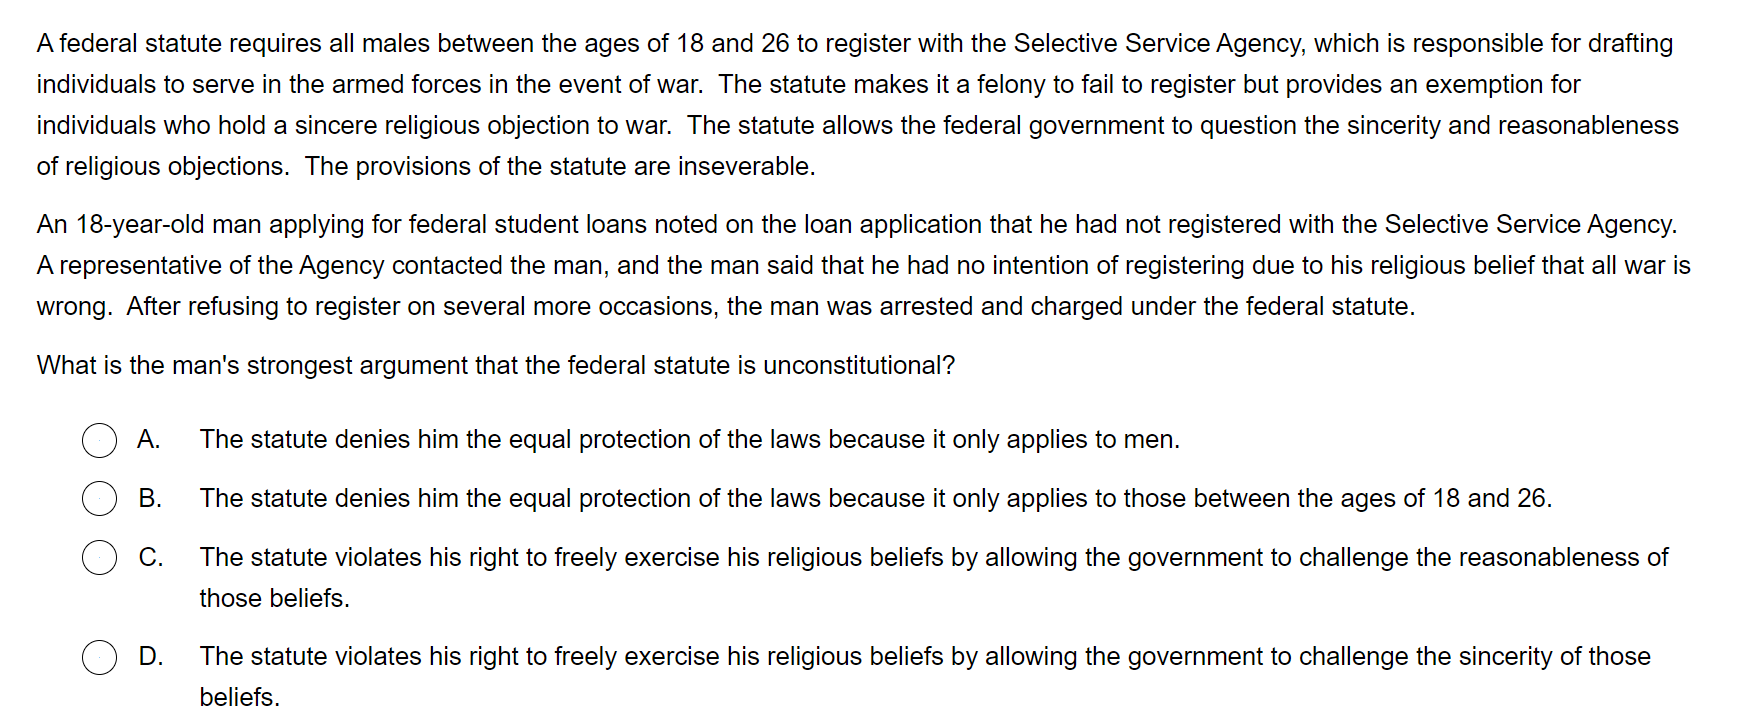 A federal statute requires all males between the ages of 18 and 26 to register with the Selective Service Agency, which is responsible for drafting
individuals to serve in the armed forces in the event of war. The statute makes it a felony to fail to register but provides an exemption for
individuals who hold a sincere religious objection to war. The statute allows the federal government to question the sincerity and reasonableness
of religious objections. The provisions of the statute are inseverable.
An 18-year-old man applying for federal student loans noted on the loan application that he had not registered with the Selective Service Agency.
A representative of the Agency contacted the man, and the man said that he had no intention of registering due to his religious belief that all war is
wrong. After refusing to register on several more occasions, the man was arrested and charged under the federal statute.
What is the man's strongest argument that the federal statute is unconstitutional?
A. The statute denies him the equal protection of the laws because it only applies to men.
B. The statute denies him the equal protection of the laws because it only applies to those between the ages of 18 and 26.
C. The statute violates his right to freely exercise his religious beliefs by allowing the government to challenge the reasonableness of
those beliefs.
D. The statute violates his right to freely exercise his religious beliefs by allowing the government to challenge the sincerity of those
beliefs.